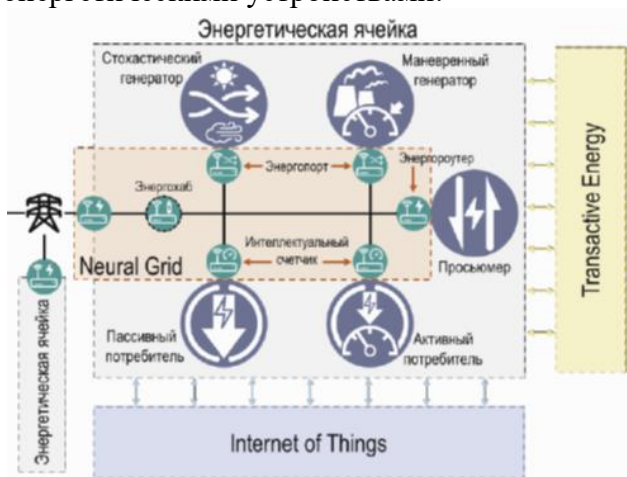 Энергетическая ячейка
Стохастический
генератор
Маневренный
генератор
Энергопорт
Энергороутер
Энергохаб
Интеллектуальный
счетчик
Neural Grid
Просьюмер
Пассивный
потребитель
Активный
потребитель
Энергетическая ячейка
Transactive Energy
Internet of Things